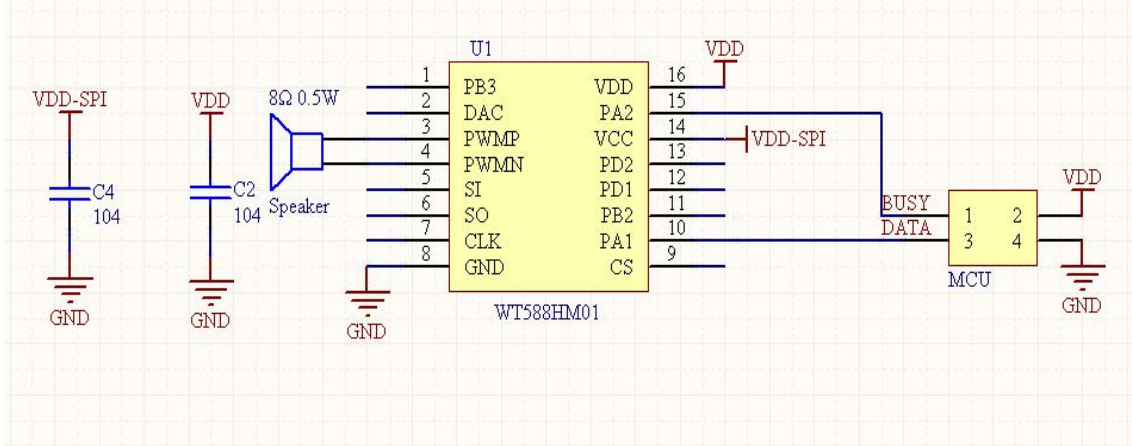 U1
VDD
VDD-SPI
VDD
8Ω 0.5W
C4
104
C2
104
Speaker
GND
GND
GND
1 PB3
2 DAC
3 PWMP
4 PWMN
5 SI
6 SO
7 CLK
8 GND
VDD 16
PA2 15
VCC 14
VDD-SPI
PD2 13
PD1 12
PB2 11
PA1 10
CS 9
WT588HM01
BUSY
DATA
1 2
3 4
MCU
VDD
GND